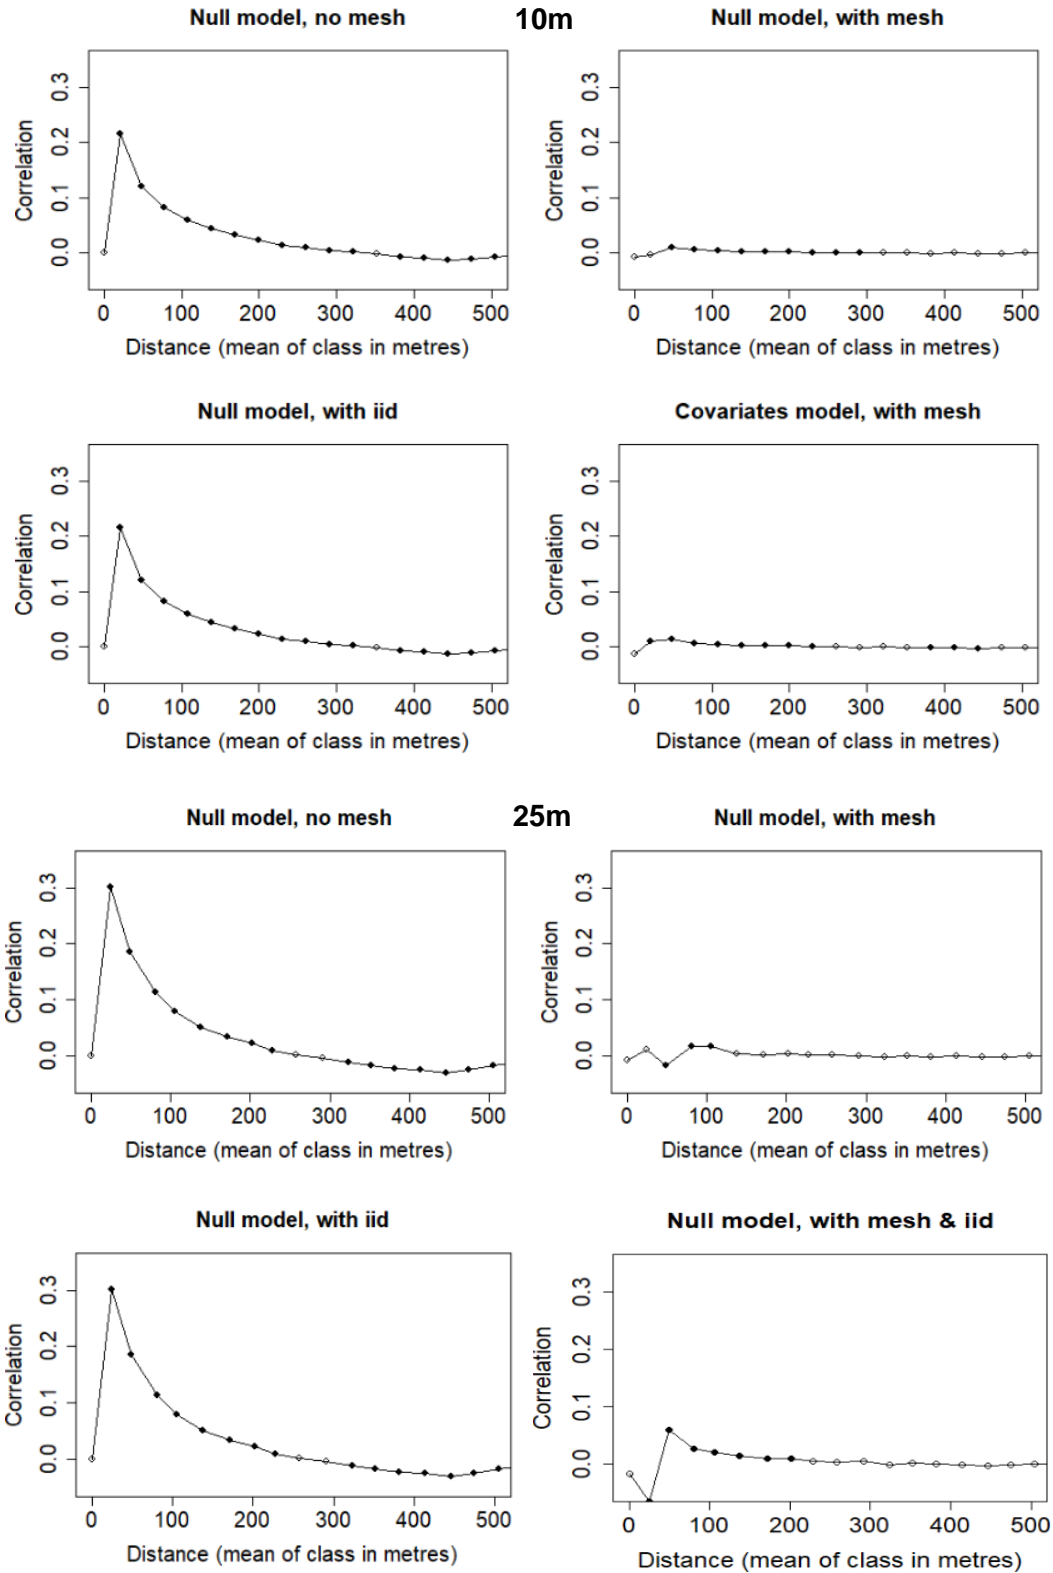 Null model, no mesh
10m
Null model, with mesh
Correlation
0.0 0.1 0.2 0.3
0 100 200 300 400 500
Distance (mean of class in metres)
Correlation
0.0 0.1 0.2 0.3
0 100 200 300 400 500
Distance (mean of class in metres)
Null model, with iid
Covariates model, with mesh
Correlation
0.0 0.1 0.2 0.3
0 100 200 300 400 500
Distance (mean of class in metres)
Correlation
0.0 0.1 0.2 0.3
0 100 200 300 400 500
Distance (mean of class in metres)
Null model, no mesh
25m
Null model, with mesh
Correlation
0.0 0.1 0.2 0.3
0 100 200 300 400 500
Distance (mean of class in metres)
Correlation
0.0 0.1 0.2 0.3
0 100 200 300 400 500
Distance (mean of class in metres)
Null model, with iid
Null model, with mesh & iid
Correlation
0.0 0.1 0.2 0.3
0 100 200 300 400 500
Distance (mean of class in metres)
Correlation
0.0 0.1 0.2 0.3
0 100 200 300 400 500
Distance (mean of class in metres)